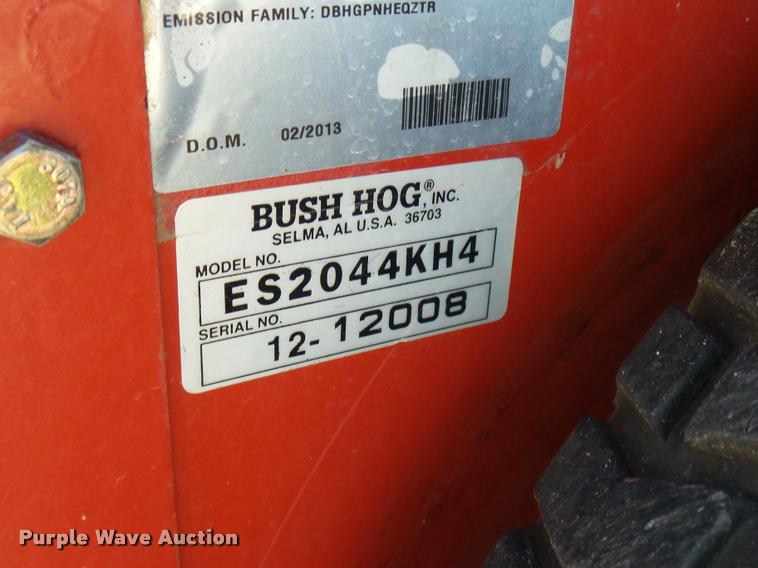 EMISSION FAMILY: DBHGPNHEQZTR
D.O.M. 02/2013
BUSH HOG®, INC.
SELMA, AL U.S.A. 36703
MODEL NO.
ES2044KH4
SERIAL NO.
12-12008
Purple Wave Auction